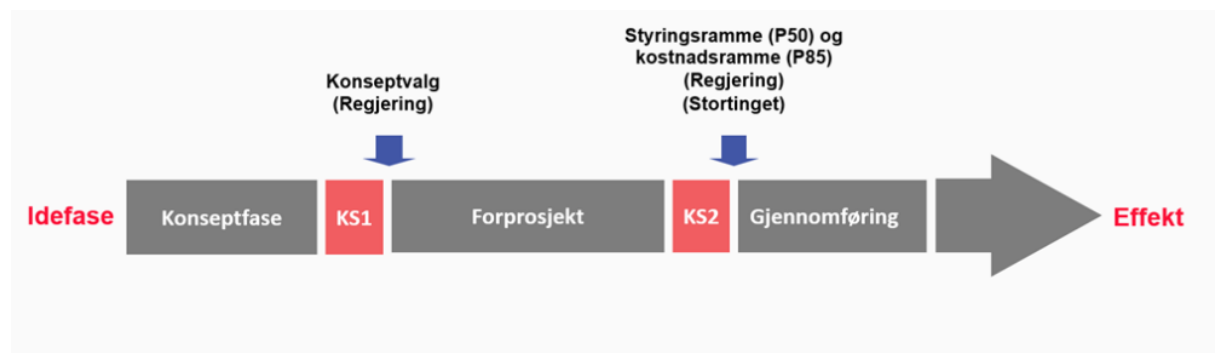 Styringsramme (P50) og
kostnadsramme (P85)
(Regjering)
(Stortinget)
Konseptvalg
(Regjering)
Idefase
Konseptfase
KS1
Forprosjekt
KS2
Gjennomføring
Effekt